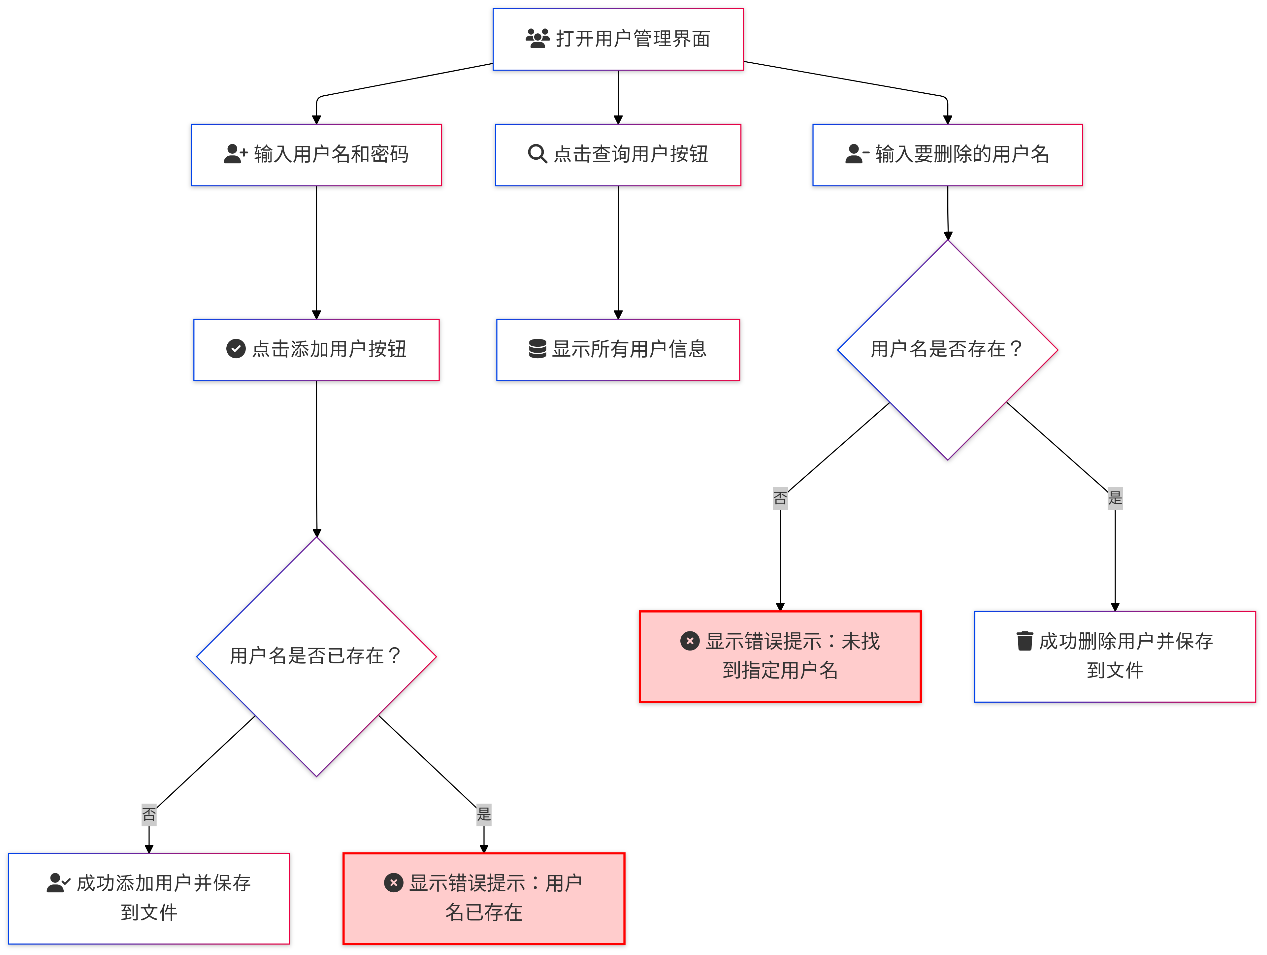 打开用户管理界面
输入用户名和密码
点击查询用户按钮
输入要删除的用户名
点击添加用户按钮
显示所有用户信息
用户名是否存在？
否
是
显示错误提示：未找
到指定用户名
成功删除用户并保存
到文件
用户名是否已存在？
否
是
成功添加用户并保存
到文件
显示错误提示：用户
名已存在